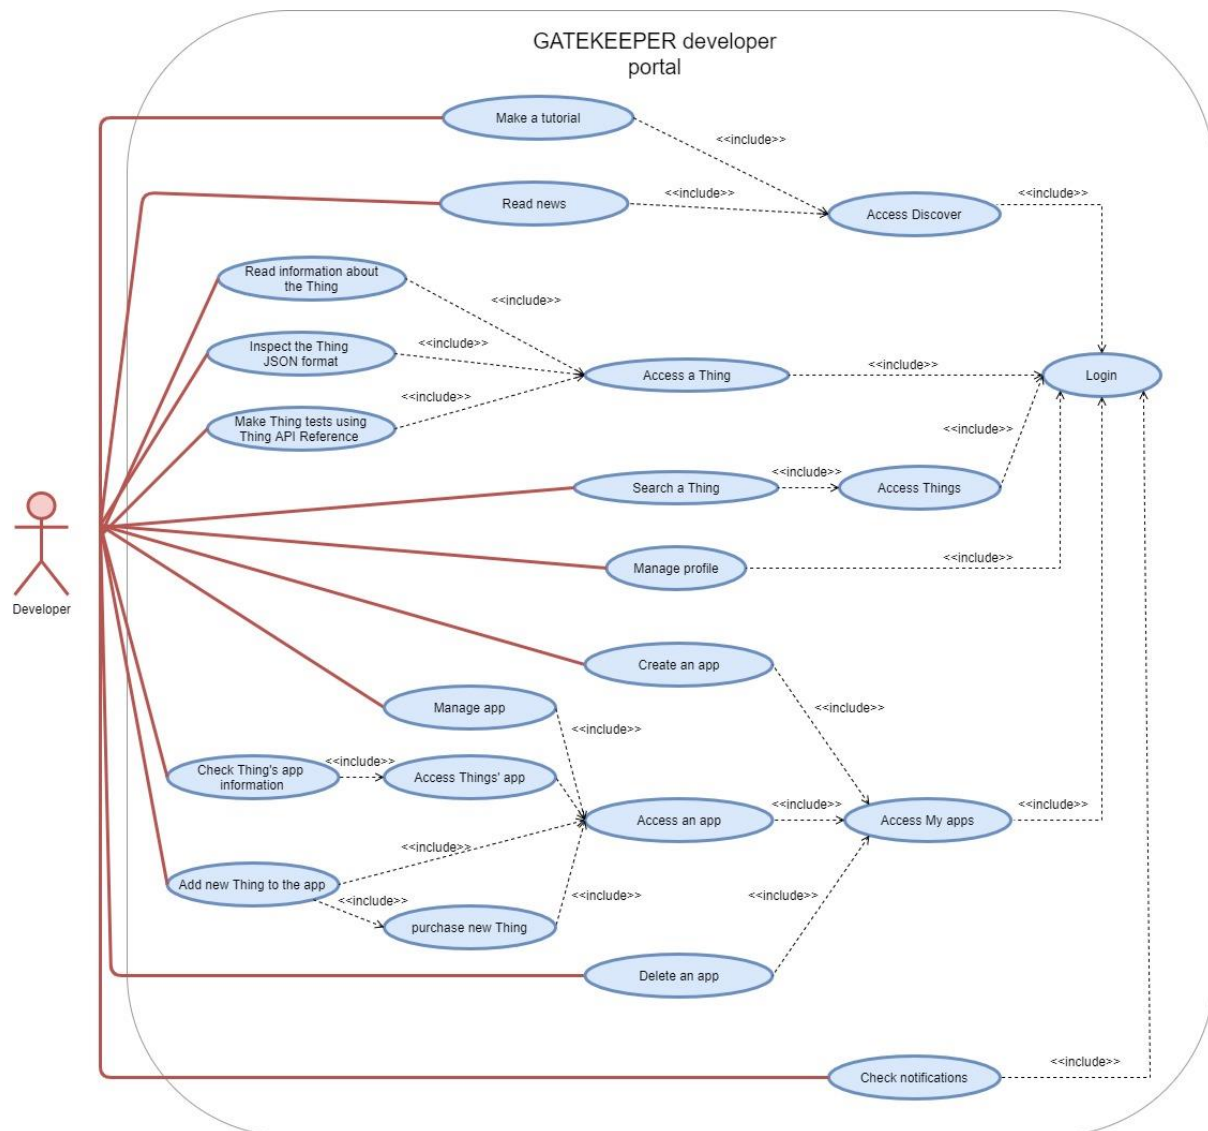 GATEKEEPER developer
portal
Make a tutorial
<<include>>
Read news
<<include>>
Access Discover
<<include>>
Read information about
the Thing
<<include>>
Inspect the Thing
JSON format
<<include>>
Access a Thing
<<include>>
Login
Make Thing tests using
Thing API Reference
<<include>>
Search a Thing
<<include>>
Access Things
<<include>>
Developer
Manage profile
<<include>>
Create an app
<<include>>
Manage app
<<include>>
Check Thing's app
information
<<include>>
Access Things' app
Access an app
<<include>>
Access My apps
<<include>>
Add new Thing to the app
<<include>>
<<include>>
purchase new Thing
<<include>>
Delete an app
<<include>>
Check notifications
<<include>>